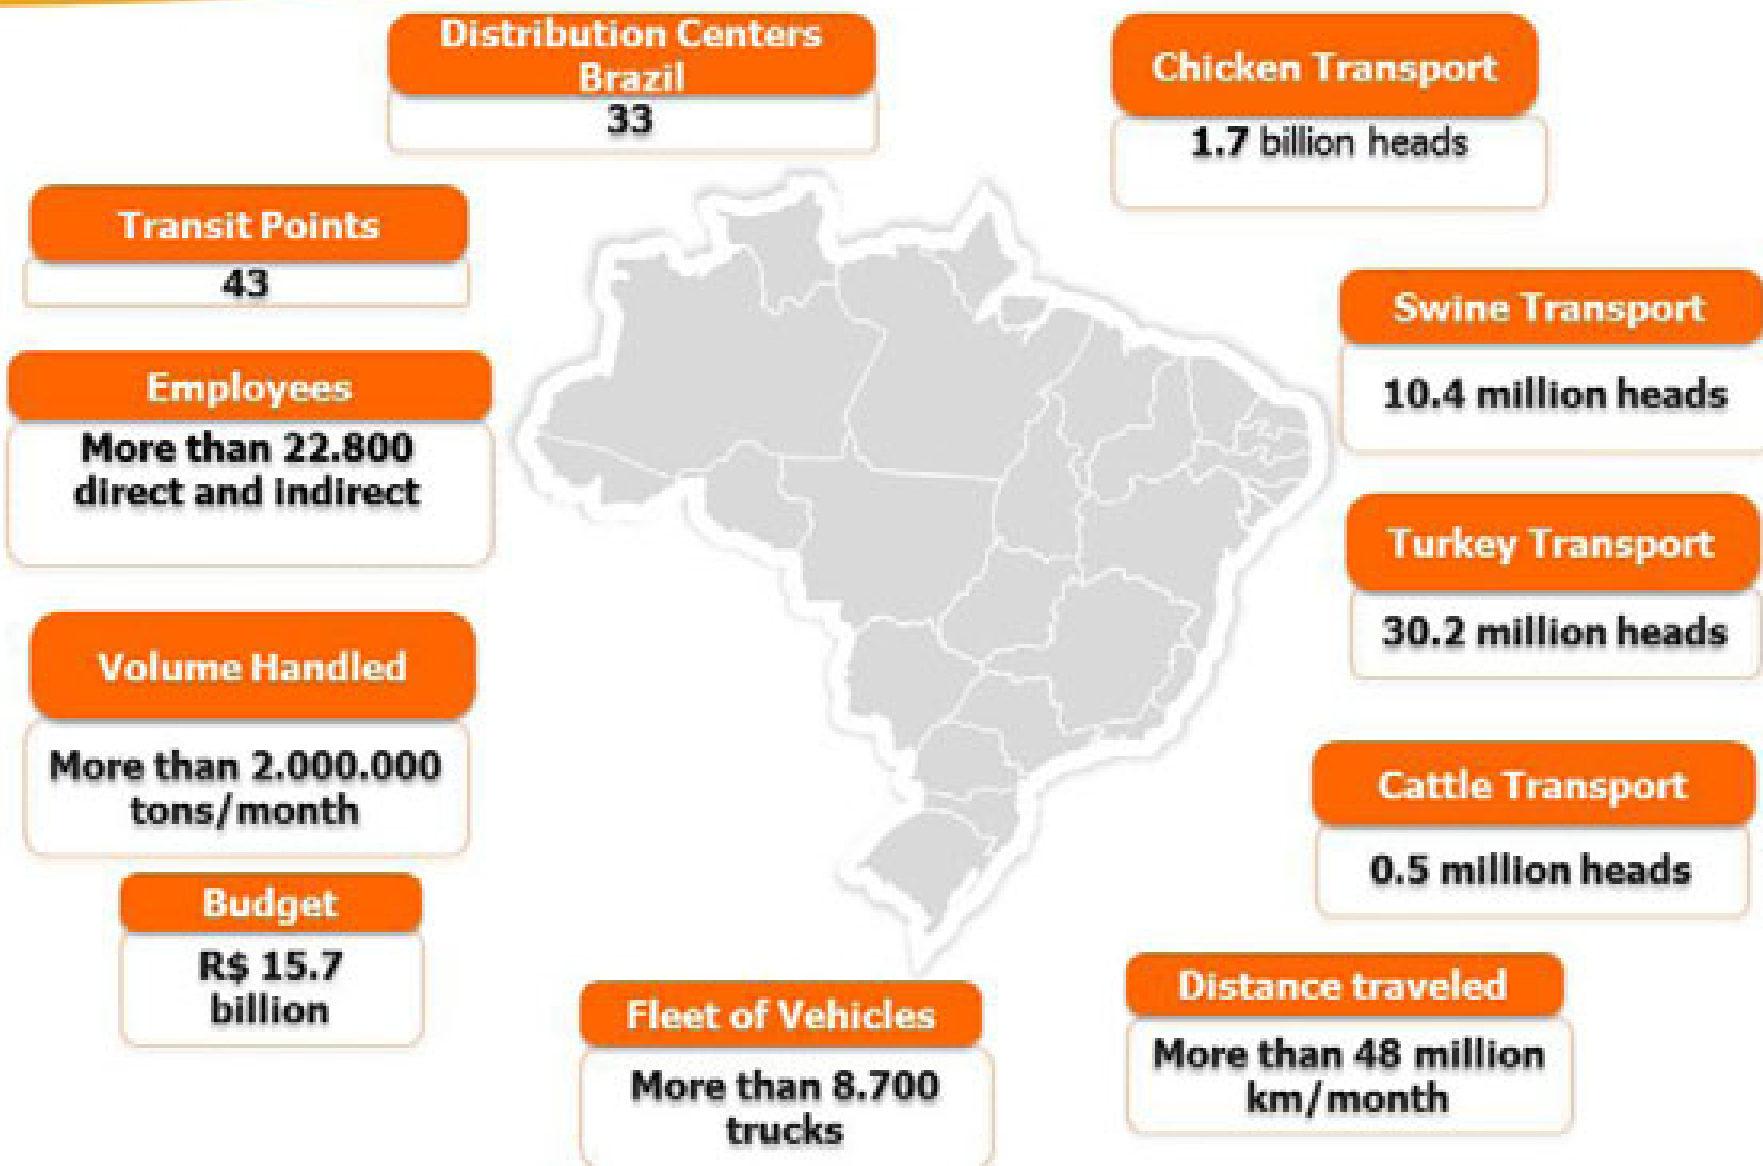 Distribution Centers
Brazil
33
Chicken Transport
1.7 billion heads
Transit Points
43
Swine Transport
10.4 million heads
Employees
More than 22.800
direct and indirect
Turkey Transport
30.2 million heads
Volume Handled
More than 2.000.000
tons/month
Cattle Transport
0.5 million heads
Budget
R$ 15.7
billion
Fleet of Vehicles
More than 8.700
trucks
Distance traveled
More than 48 million
km/month